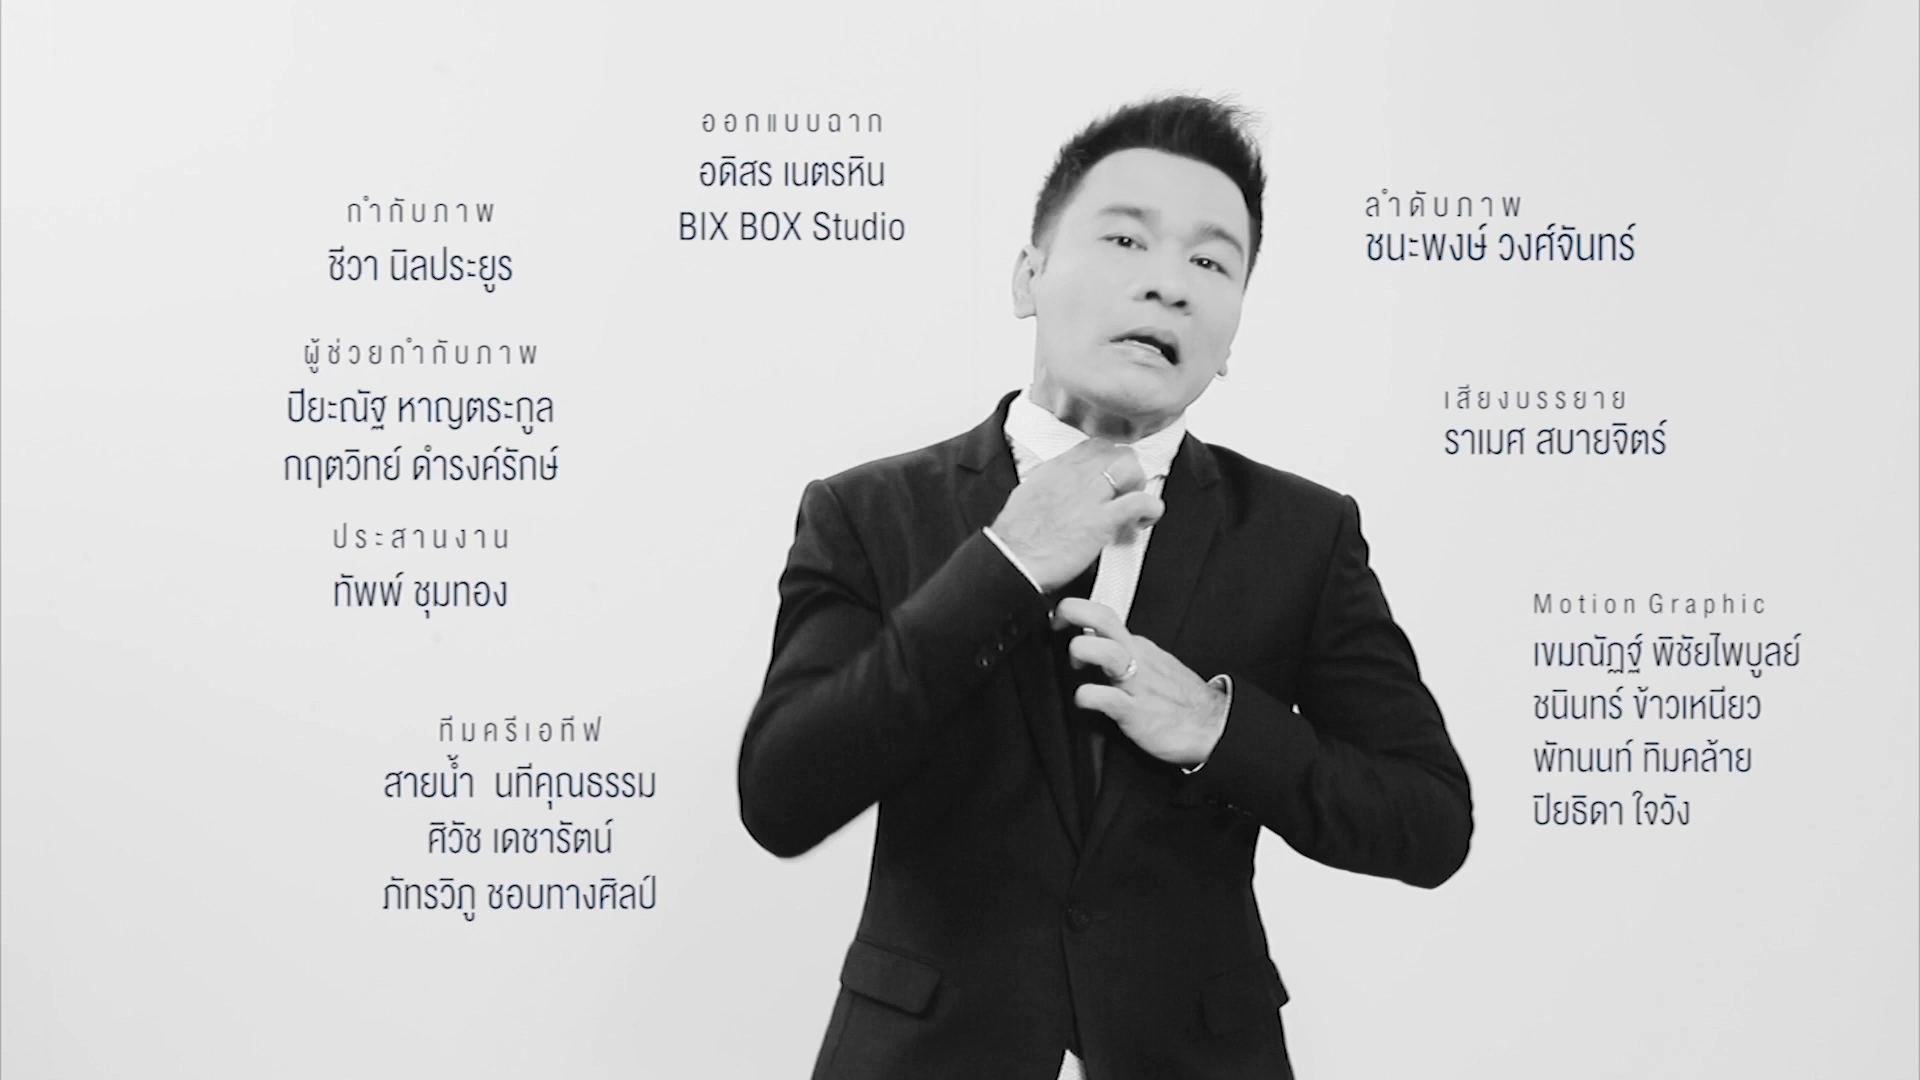 ออกแบบฉาก
อดิสร เนตรหิน
BIX BOX Studio
กำกับภาพ
ชีวา นิลประยูร
ผู้ช่วยกำกับภาพ
ปิยะณัฐ หาญตระกูล
กฤตวิทย์ ดำรงค์รักษ์
ประสานงาน
ทัพพ์ ชุมทอง
ทีมครีเอทีฟ
สายน้ำ นทีคุณธรรม
ศิวัช เดชารัตน์
ภัทรวิภู ชอบทางศิลป์
ลำดับภาพ
ชนะพงษ์ วงศ์จันทร์
เสียงบรรยาย
ราเมศ สบายจิตร์
Motion Graphic
เขมณัฏฐ์ พิชัยไพบูลย์
ชนินทร์ ข้าวเหนียว
พัทนนท์ ทิมคล้าย
ปิยธิดา ใจวัง